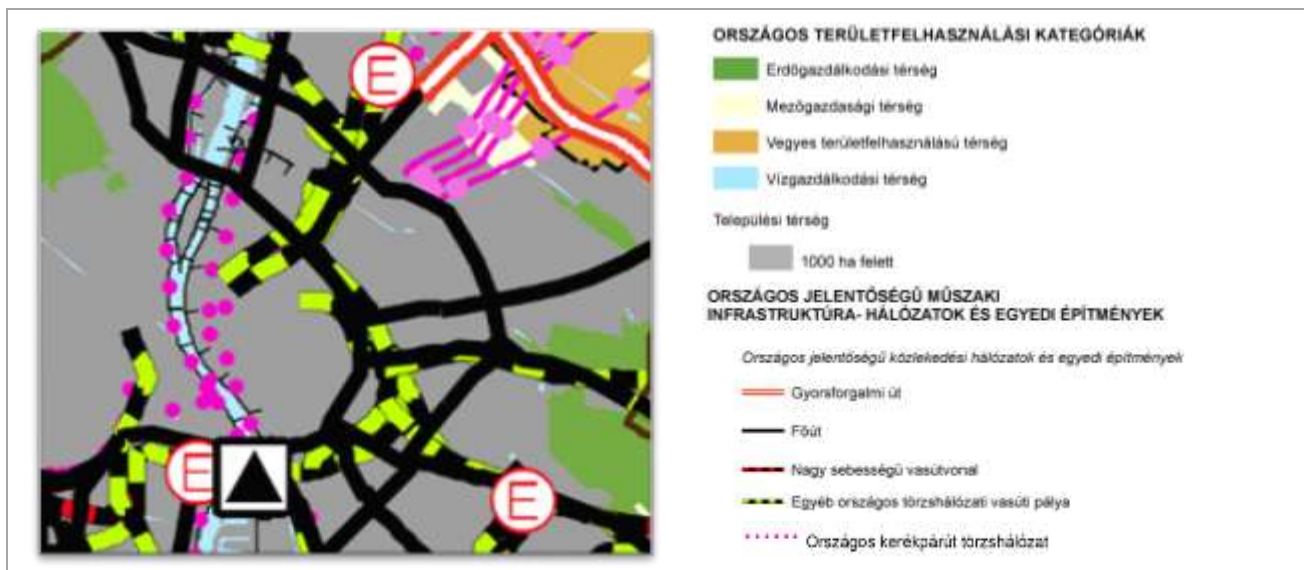 E
E
E
ORSZÁGOS TERÜLETFELHASZNÁLÁSI KATEGÓRIÁK
Erdőgazdálkodási térség
Mezőgazdasági térség
Vegyes területfelhasználású térség
Vízgazdálkodási térség
Települési térség
1000 ha felett
ORSZÁGOS JELENTŐSÉGŰ MŰSZAKI
INFRASTRUKTÚRA- HÁLÓZATOK ÉS EGYEDI ÉPÍTMÉNYEK
Országos jelentőségű közlekedési hálózatok és egyedi építmények
Gyorsforgalmi út
Főút
Nagy sebességű vasútvonal
Egyéb országos törzshálózati vasúti pálya
Országos kerékpárút törzshálózat